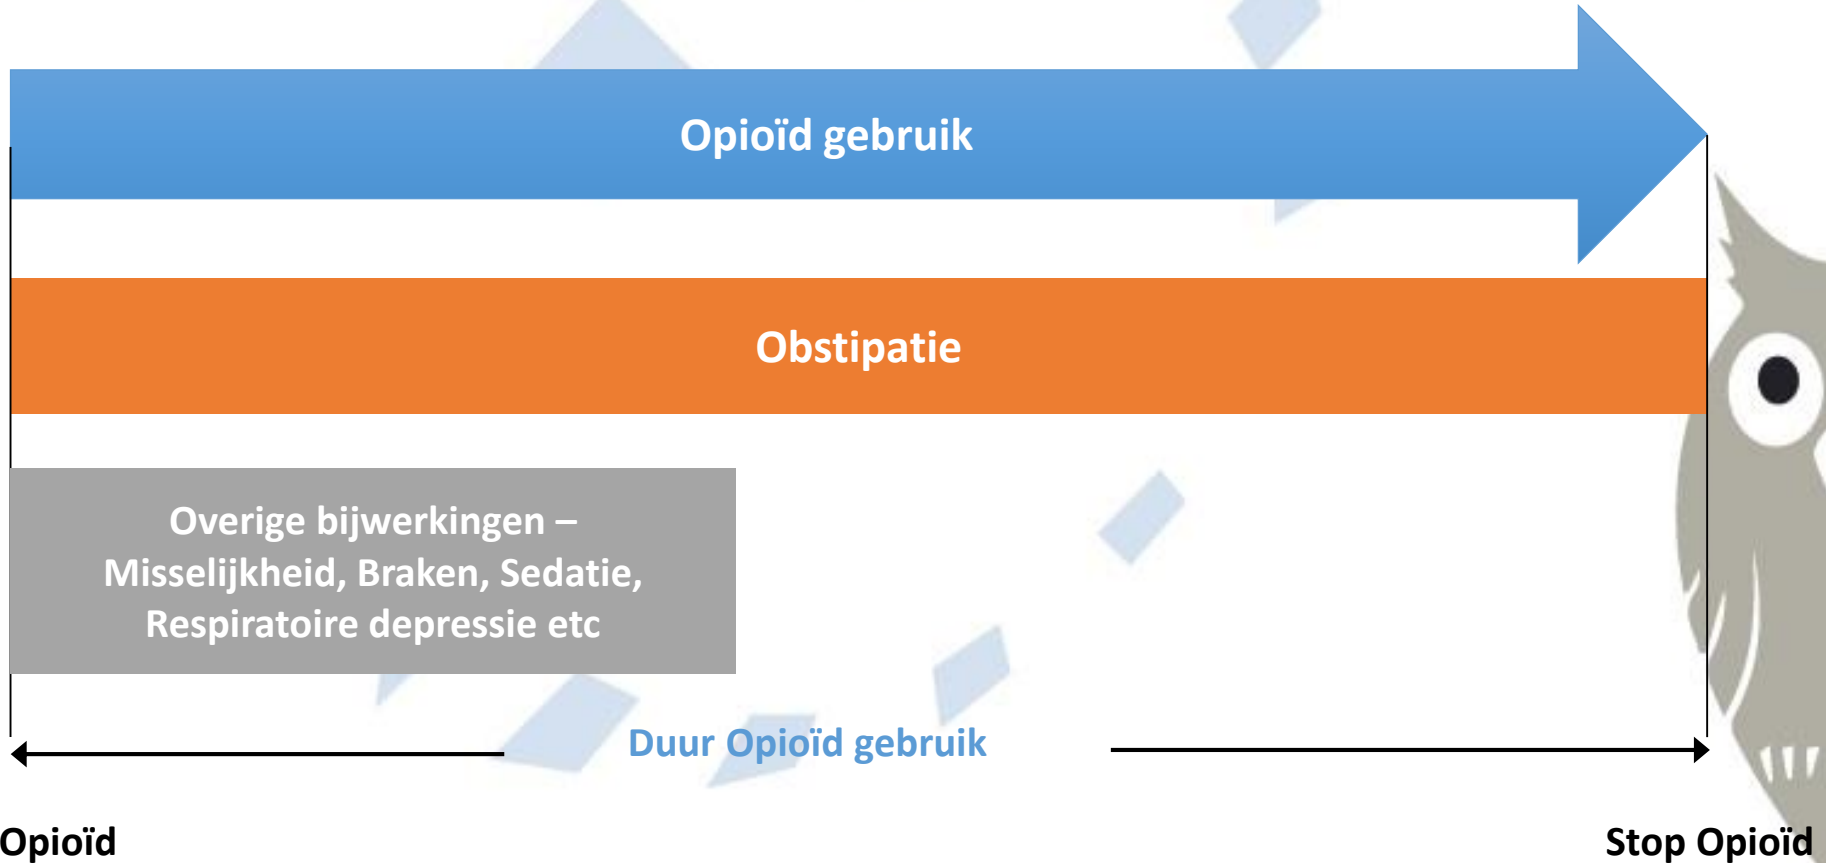 Opioïd gebruik
Obstipatie
Overige bijwerkingen –
Misselijkheid, Braken, Sedatie,
Respiratoire depressie etc
Duur Opioïd gebruik
Opioïd
Stop Opioïd